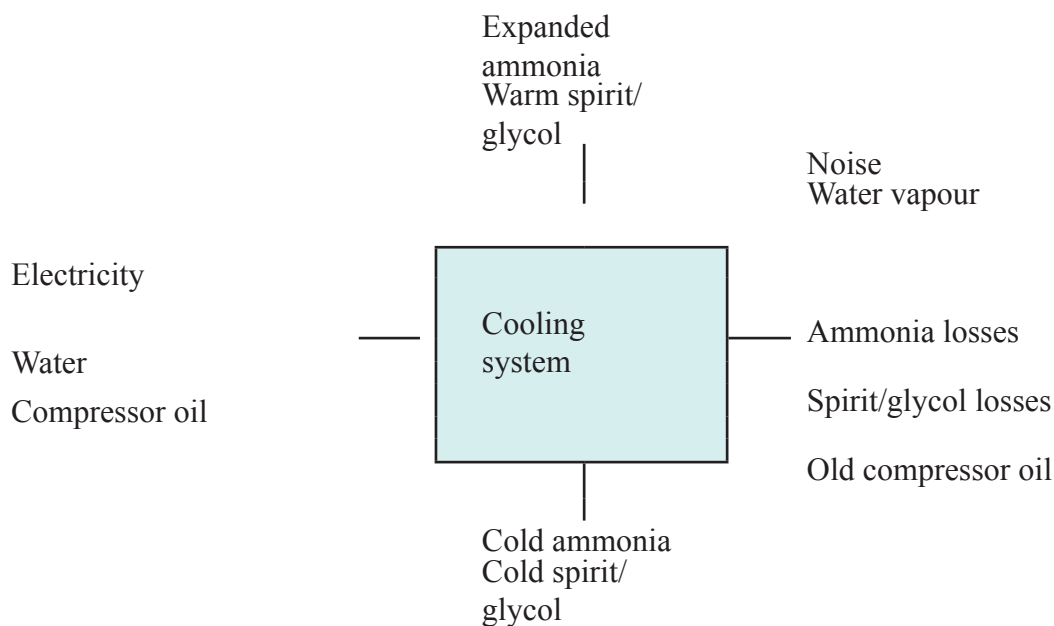 Expanded
ammonia
Warm spirit/
glycol
Noise
Water vapour
Electricity
Water
Compressor oil
Cooling
system
Ammonia losses
Spirit/glycol losses
Old compressor oil
Cold ammonia
Cold spirit/
glycol